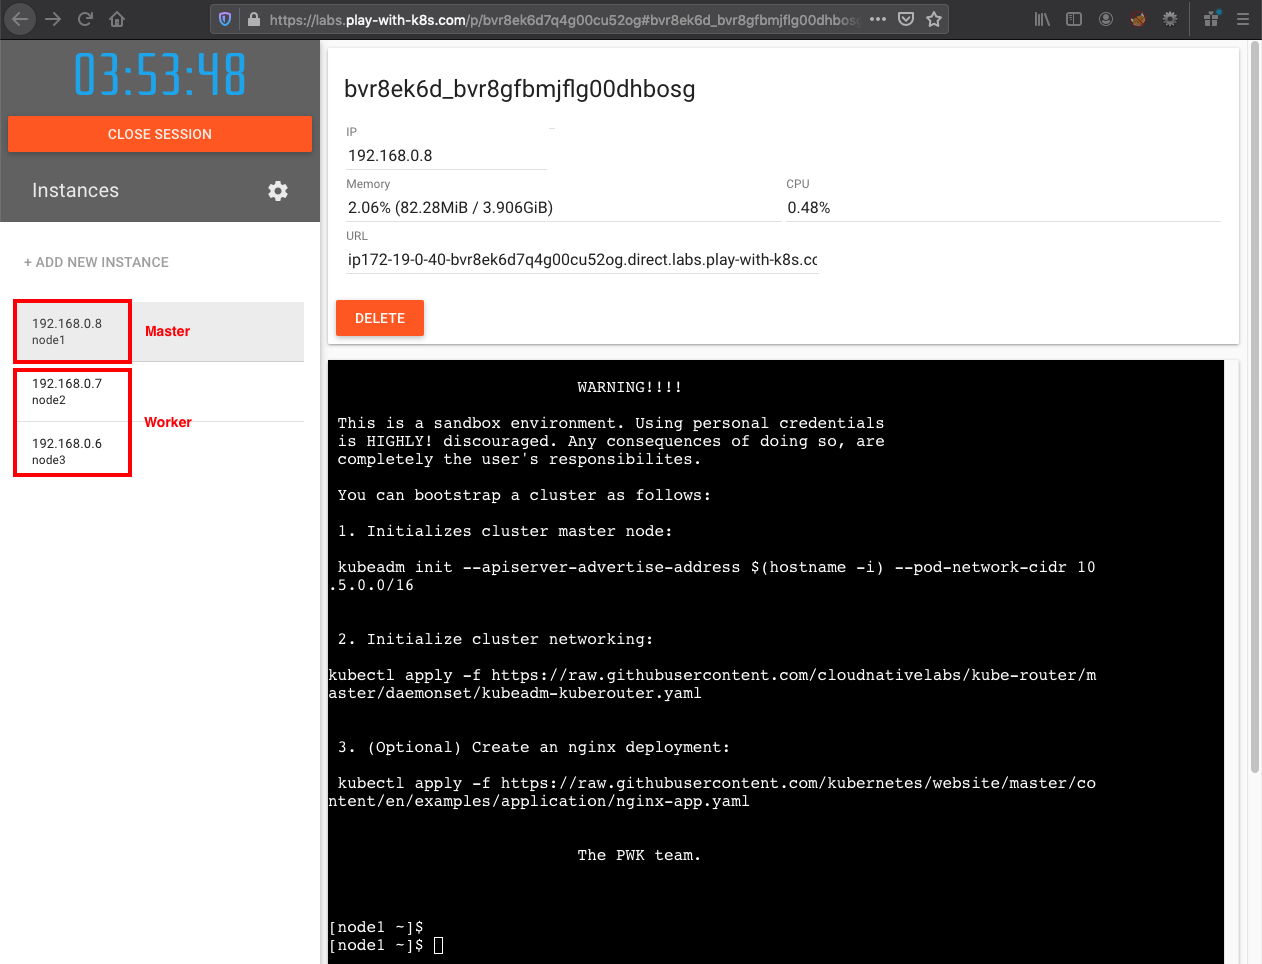 https://labs.play-with-k8s.com/p/bvr8ek6d7q4g00cu52og#bvr8ek6d_bvr8gfbmjflg00dhbosg
03:53:48
CLOSE SESSION
Instances
+ ADD NEW INSTANCE
192.168.0.8
node1
Master
192.168.0.7
node2
Worker
192.168.0.6
node3
bvr8ek6d_bvr8gfbmjflg00dhbosg
IP
192.168.0.8
Memory
CPU
2.06% (82.28MiB / 3.906GiB)
0.48%
URL
ip172-19-0-40-bvr8ek6d7q4g00cu52og.direct.labs.play-with-k8s.cc
DELETE
WARNING!!!!
This is a sandbox environment. Using personal credentials
is HIGHLY! discouraged. Any consequences of doing so, are
completely the user's responsibilites.
You can bootstrap a cluster as follows:
1. Initializes cluster master node:
kubeadm init --apiserver-advertise-address $(hostname -i) --pod-network-cidr 10
.5.0.0/16
2. Initialize cluster networking:
kubectl apply -f https://raw.githubusercontent.com/cloudnativelabs/kube-router/m
aster/daemonset/kubeadm-kuberouter.yaml
3. (Optional) Create an nginx deployment:
kubectl apply -f https://raw.githubusercontent.com/kubernetes/website/master/co
ntent/en/examples/application/nginx-app.yaml
The PWK team.
[node1 ~]$
[node1 ~]$